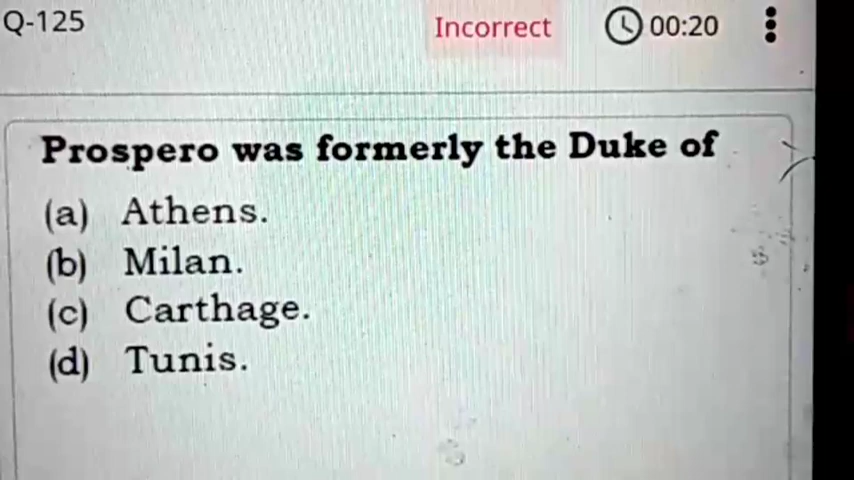 Q-125
Incorrect
00:20
Prospero was formerly the Duke of
(a) Athens.
(b) Milan.
(c) Carthage.
(d) Tunis.